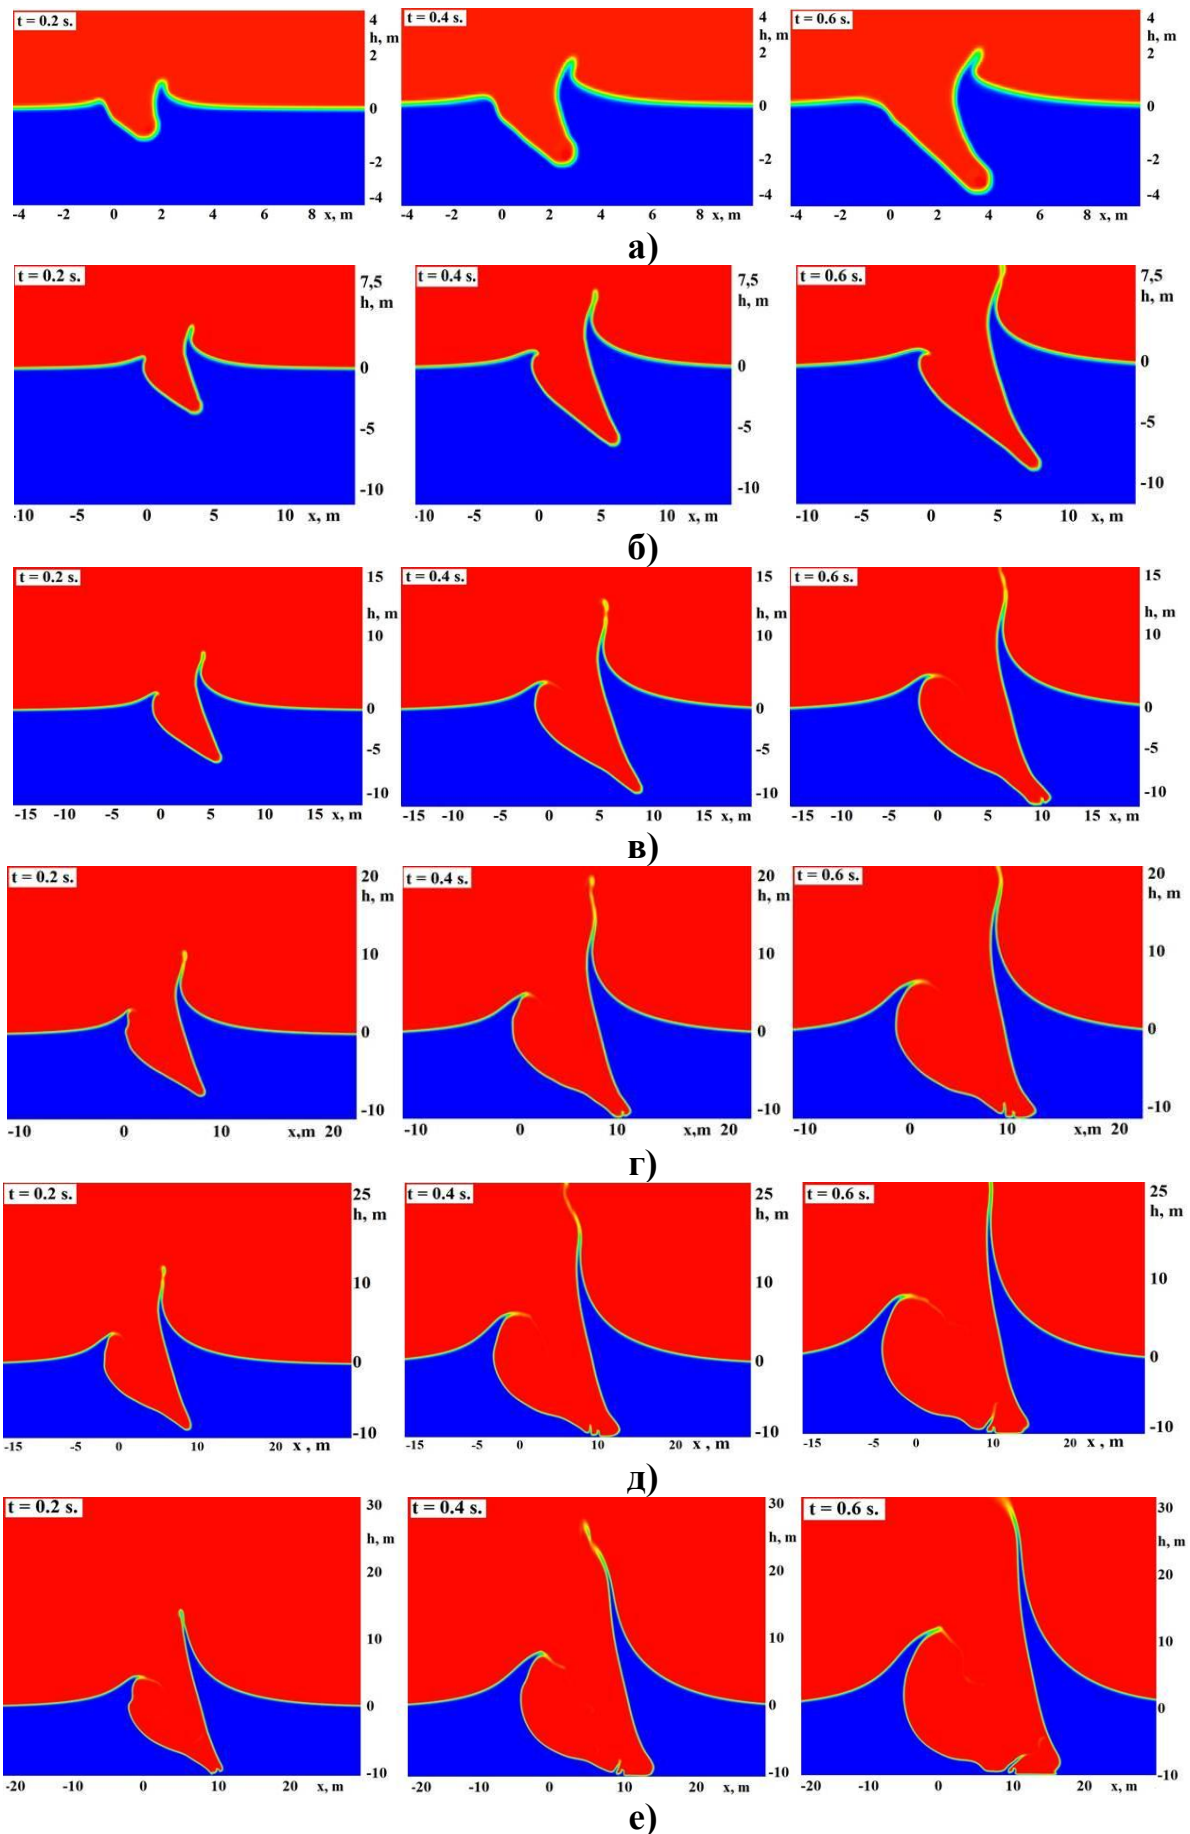 t = 0.2 s. 4 h, m 2 0 -2 -4
-4 -2 0 2 4 6 8 x, m
t = 0.4 s. 4 h, m 2 0 -2 -4
-4 -2 0 2 4 6 8 x, m
t = 0.6 s. 4 h, m 2 0 -2 -4
-4 -2 0 2 4 6 8 x, m
а)
t = 0.2 s. 7,5 h, m 0 -5 -10
-10 -5 0 5 10 x, m
t = 0.4 s. 7,5 h, m 0 -5 -10
-10 -5 0 5 10 x, m
t = 0.6 s. 7,5 h, m 0 -5 -10
-10 -5 0 5 10 x, m
б)
t = 0.2 s. 15 h, m 10 0 -5 -10
-15 -10 -5 0 5 10 15 x, m
t = 0.4 s. 15 h, m 10 0 -5 -10
-15 -10 -5 0 5 10 15 x, m
t = 0.6 s. 15 h, m 10 0 -5 -10
-15 -10 -5 0 5 10 15 x, m
в)
t = 0.2 s. 20 h, m 10 0 -10
-10 0 10 x,m 20
t = 0.4 s. 20 h, m 10 0 -10
-10 0 10 x,m 20
t = 0.6 s. 20 h, m 10 0 -10
-10 0 10 x,m 20
г)
t = 0.2 s. 25 h, m 10 0 -10
-15 -5 0 10 20 x , m
t = 0.4 s. 25 h, m 10 0 -10
-15 -5 0 10 20 x , m
t = 0.6 s. 25 h, m 10 0 -10
-15 -5 0 10 20 x , m
д)
t = 0.2 s. 30 h, m 20 10 0 -10
-20 -10 0 10 20 x, m
t = 0.4 s. 30 h, m 20 10 0 -10
-20 -10 0 10 20 x, m
t = 0.6 s. 30 h, m 20 10 0 -10
-20 -10 0 10 20 x, m
е)